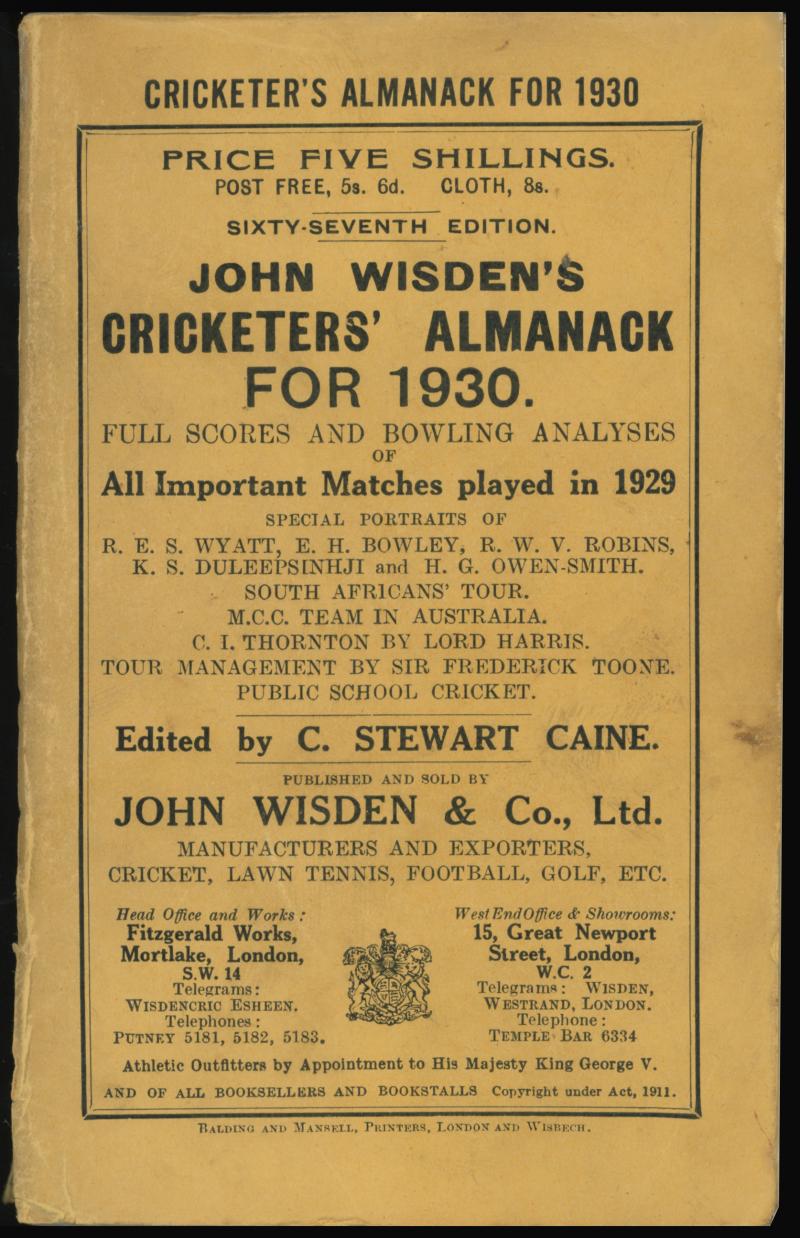 CRICKETER'S ALMANACK FOR 1930
PRICE FIVE SHILLINGS.
POST FREE, 5s. 6d. CLOTH, 8s.
SIXTY-SEVENTH EDITION.
JOHN WISDEN'S
CRICKETERS' ALMANACK
FOR 1930.
FULL SCORES AND BOWLING ANALYSES
OF
All Important Matches played in 1929
SPECIAL PORTRAITS OF
R. E. S. WYATT, E. H. BOWLEY, R. W. V. ROBINS,
K. S. DULEEPSINHJI and H. G. OWEN-SMITH.
SOUTH AFRICANS' TOUR.
M.C.C. TEAM IN AUSTRALIA.
C. I. THORNTON BY LORD HARRIS.
TOUR MANAGEMENT BY SIR FREDERICK TOONE.
PUBLIC SCHOOL CRICKET.
Edited by C. STEWART CAINE.
PUBLISHED AND SOLD BY
JOHN WISDEN & Co., Ltd.
MANUFACTURERS AND EXPORTERS,
CRICKET, LAWN TENNIS, FOOTBALL, GOLF, ETC.
Head Office and Works:
Fitzgerald Works,
Mortlake, London,
S.W. 14
Telegrams:
WISDENCRIC ESHEEN.
Telephones:
PUTNEY 5181, 5182, 5183.
West End Office & Showrooms:
15, Great Newport
Street, London,
W.C. 2
Telegrams: WISDEN,
WESTRAND, LONDON.
Telephone:
TEMPLE BAR 6334
Athletic Outfitters by Appointment to His Majesty King George V.
AND OF ALL BOOKSELLERS AND BOOKSTALLS Copyright under Act, 1911.
BALDING AND MANSELL, PRINTERS, LONDON AND WISBECH.